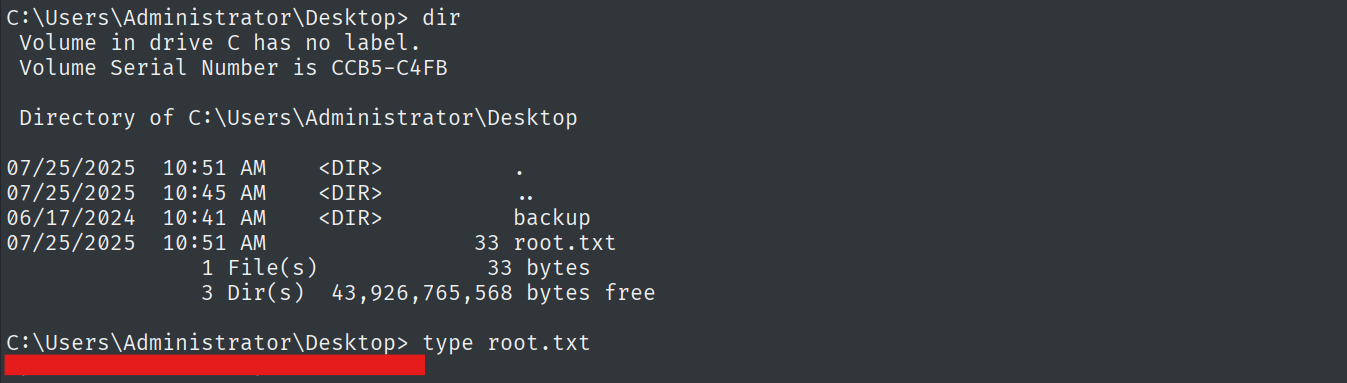 C:\Users\Administrator\Desktop> dir
Volume in drive C has no label.
Volume Serial Number is CCB5-C4FB
Directory of C:\Users\Administrator\Desktop
07/25/2025  10:51 AM    <DIR>          .
07/25/2025  10:45 AM    <DIR>          ..
06/17/2024  10:41 AM    <DIR>          backup
07/25/2025  10:51 AM                33 root.txt
1 File(s)             33 bytes
3 Dir(s)  43,926,765,568 bytes free
C:\Users\Administrator\Desktop> type root.txt